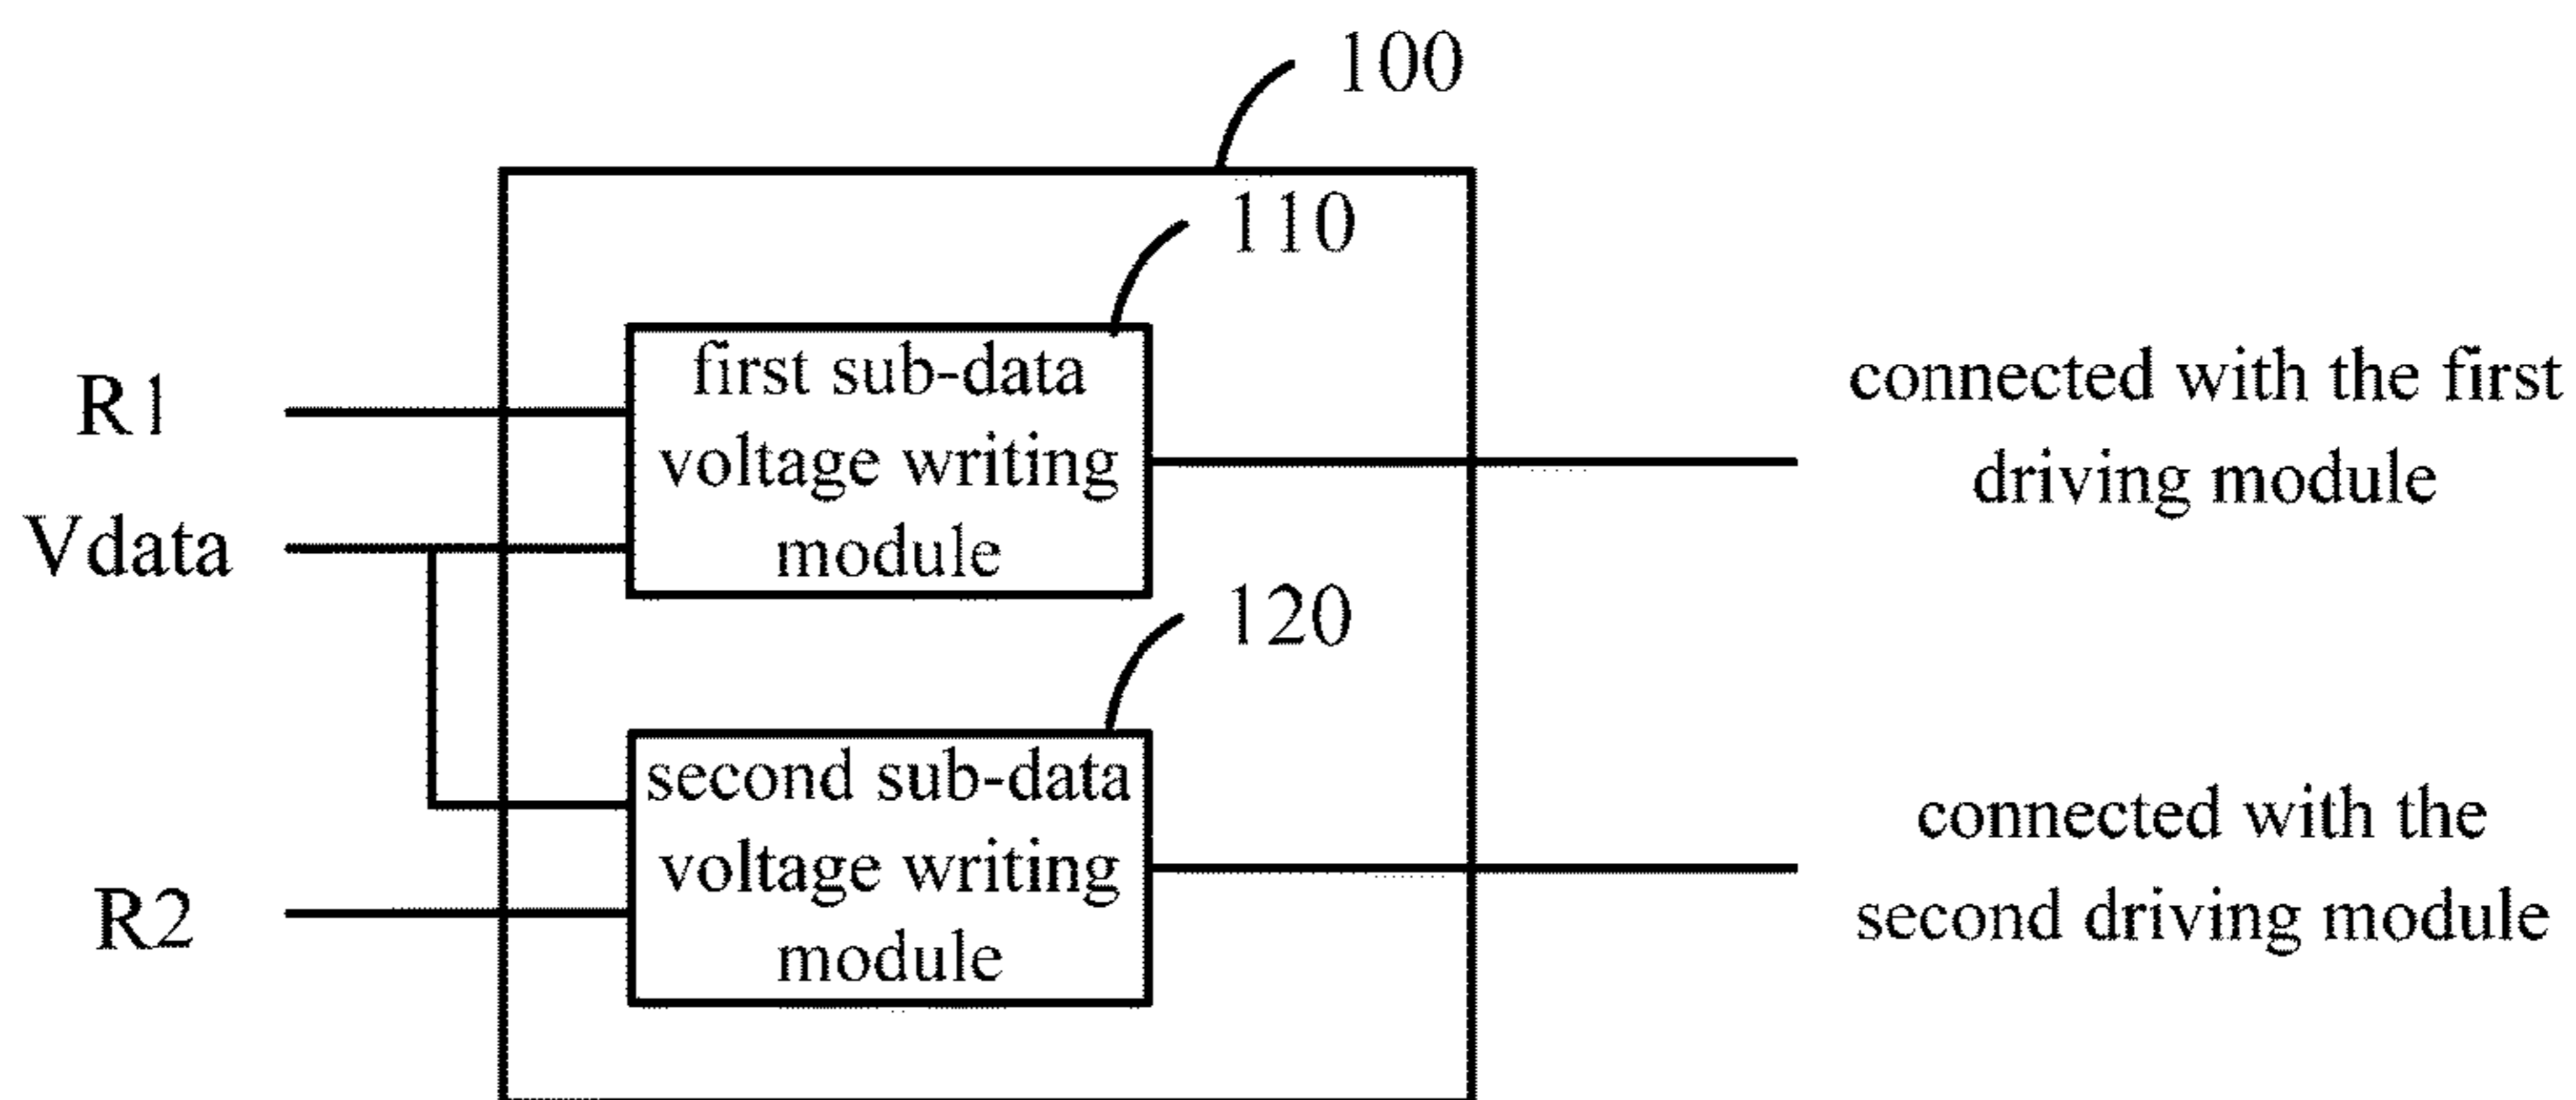 100
110
R1
first sub-data
voltage writing
module
connected with the first
driving module
Vdata
120
second sub-data
voltage writing
module
R2
connected with the
second driving module